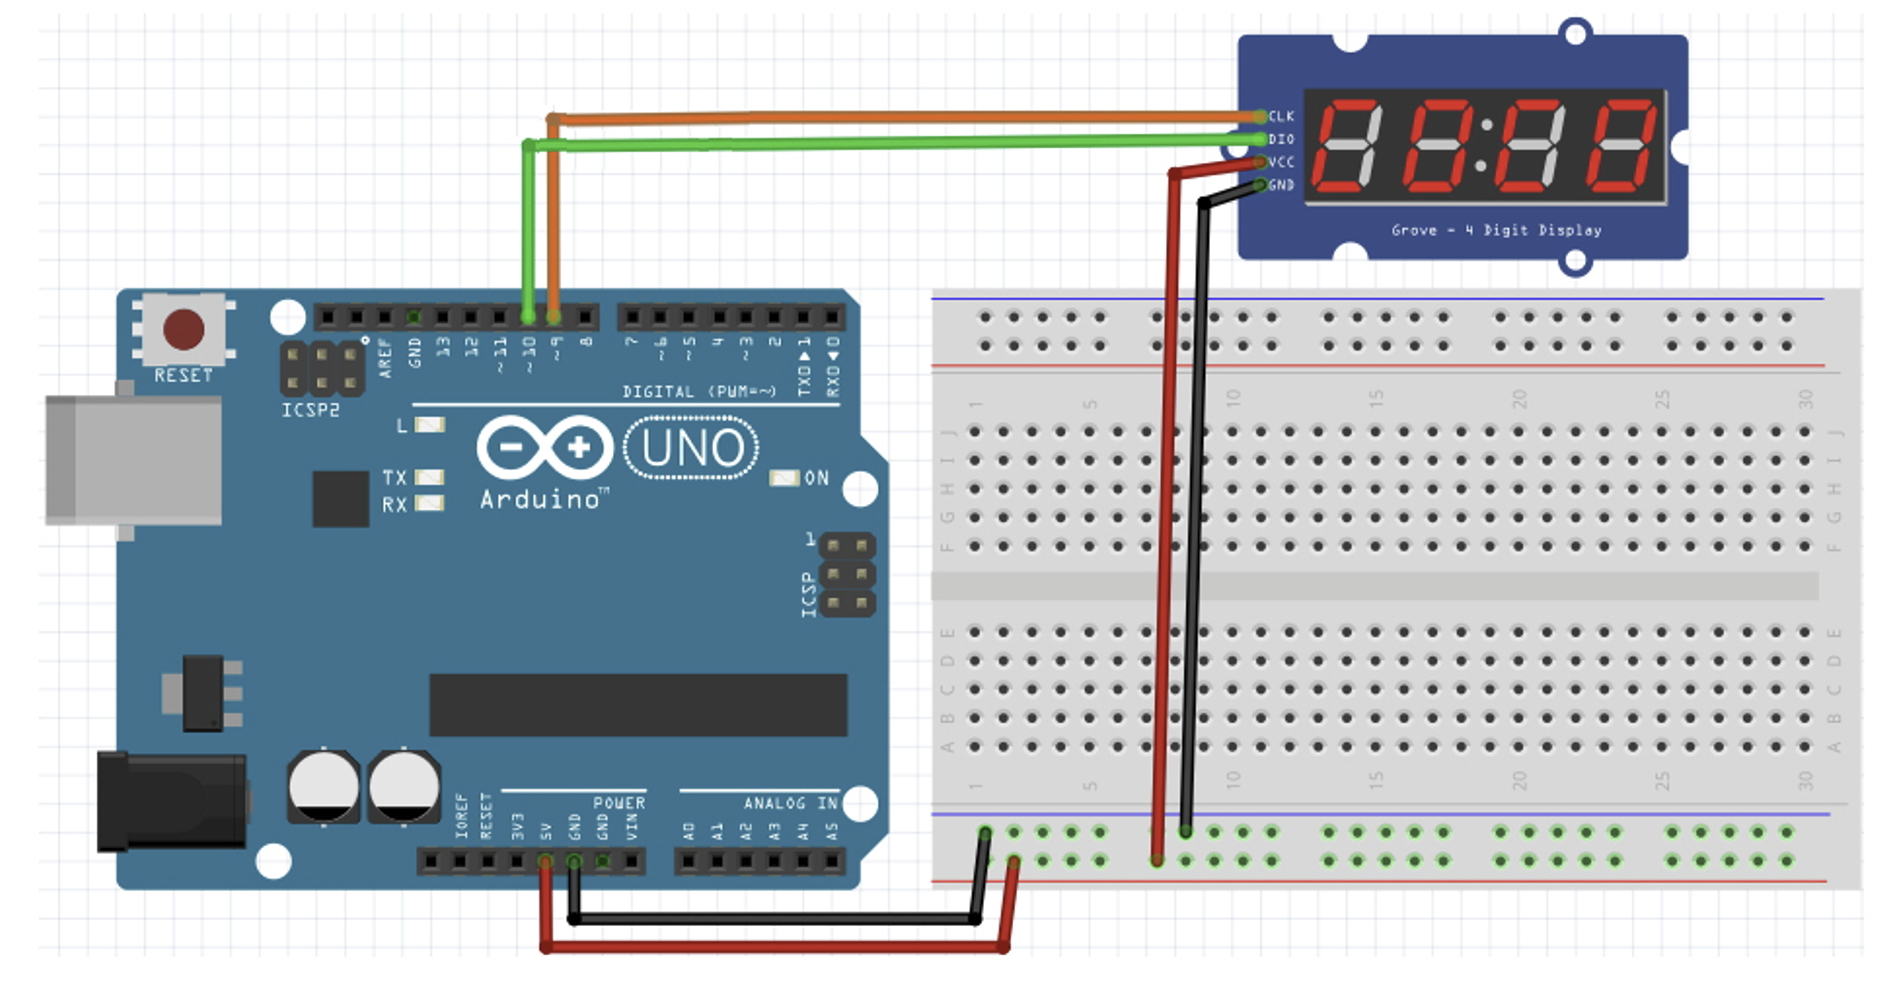 CLK
DIO
VCC
GND
Grove - 4 Digit Display
RESET
ICSP2
AREF
GND
13
12
~11
~10
~9
8
7
~6
~5
4
~3
2
TX0▶1
RX0◀0
DIGITAL (PWM=~)
L
TX
RX
UNO
Arduino™
ON
1
ICSP
IOREF
RESET
3V3
5V
GND
GND
VIN
POWER
ANALOG IN
A0
A1
A2
A3
A4
A5
1 5 10 15 20 25 30
J J
I I
H H
G G
F F
E E
D D
C C
B B
A A
1 5 10 15 20 25 30